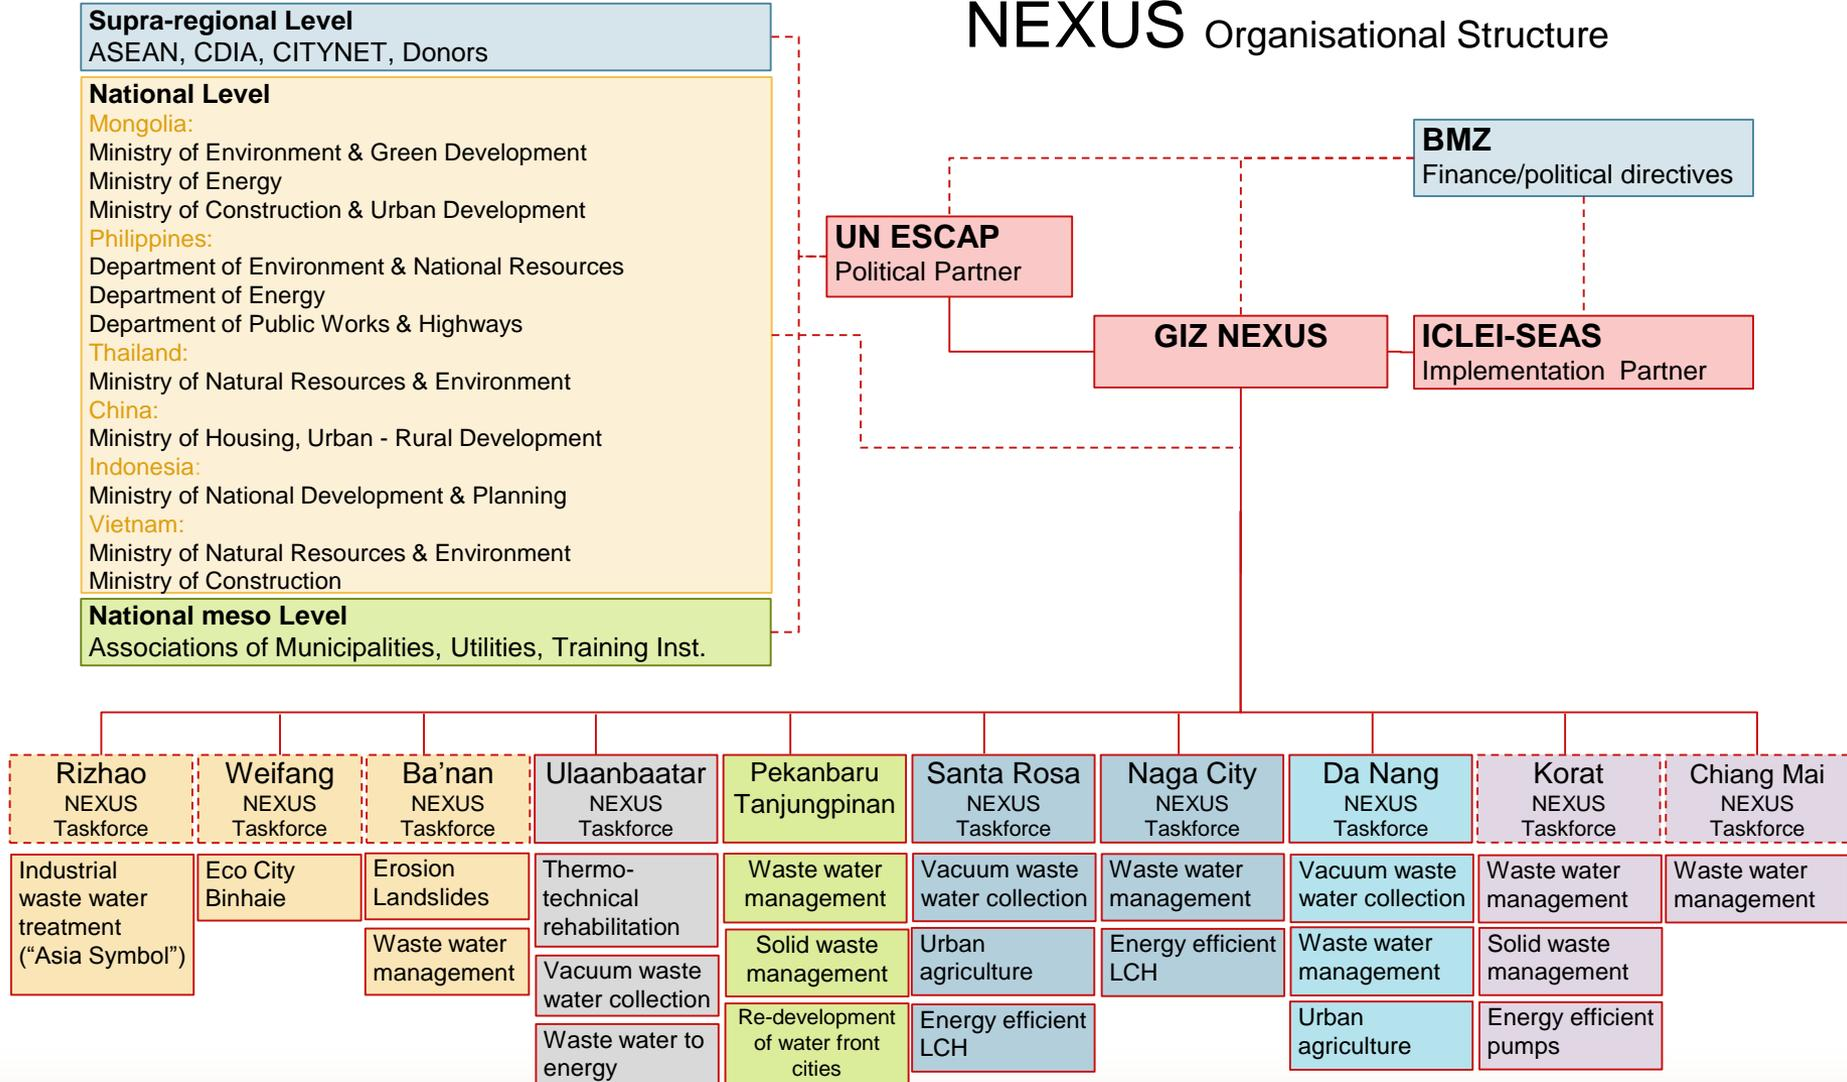 NEXUS Organisational Structure
Supra-regional Level
ASEAN, CDIA, CITYNET, Donors
National Level
Mongolia:
Ministry of Environment & Green Development
Ministry of Energy
Ministry of Construction & Urban Development
Philippines:
Department of Environment & National Resources
Department of Energy
Department of Public Works & Highways
Thailand:
Ministry of Natural Resources & Environment
China:
Ministry of Housing, Urban - Rural Development
Indonesia:
Ministry of National Development & Planning
Vietnam:
Ministry of Natural Resources & Environment
Ministry of Construction
National meso Level
Associations of Municipalities, Utilities, Training Inst.
BMZ
Finance/political directives
UN ESCAP
Political Partner
GIZ NEXUS
ICLEI-SEAS
Implementation  Partner
Rizhao
NEXUS
Taskforce
Industrial
waste water
treatment
(“Asia Symbol”)
Weifang
NEXUS
Taskforce
Eco City
Binhaie
Ba’nan
NEXUS
Taskforce
Erosion
Landslides
Waste water
management
Ulaanbaatar
NEXUS
Taskforce
Thermo-
technical
rehabilitation
Vacuum waste
water collection
Waste water to
energy
Pekanbaru
Tanjungpinan
Waste water
management
Solid waste
management
Re-development
of water front
cities
Santa Rosa
NEXUS
Taskforce
Vacuum waste
water collection
Urban
agriculture
Energy efficient
LCH
Naga City
NEXUS
Taskforce
Waste water
management
Energy efficient
LCH
Da Nang
NEXUS
Taskforce
Vacuum waste
water collection
Waste water
management
Urban
agriculture
Korat
NEXUS
Taskforce
Waste water
management
Solid waste
management
Energy efficient
pumps
Chiang Mai
NEXUS
Taskforce
Waste water
management